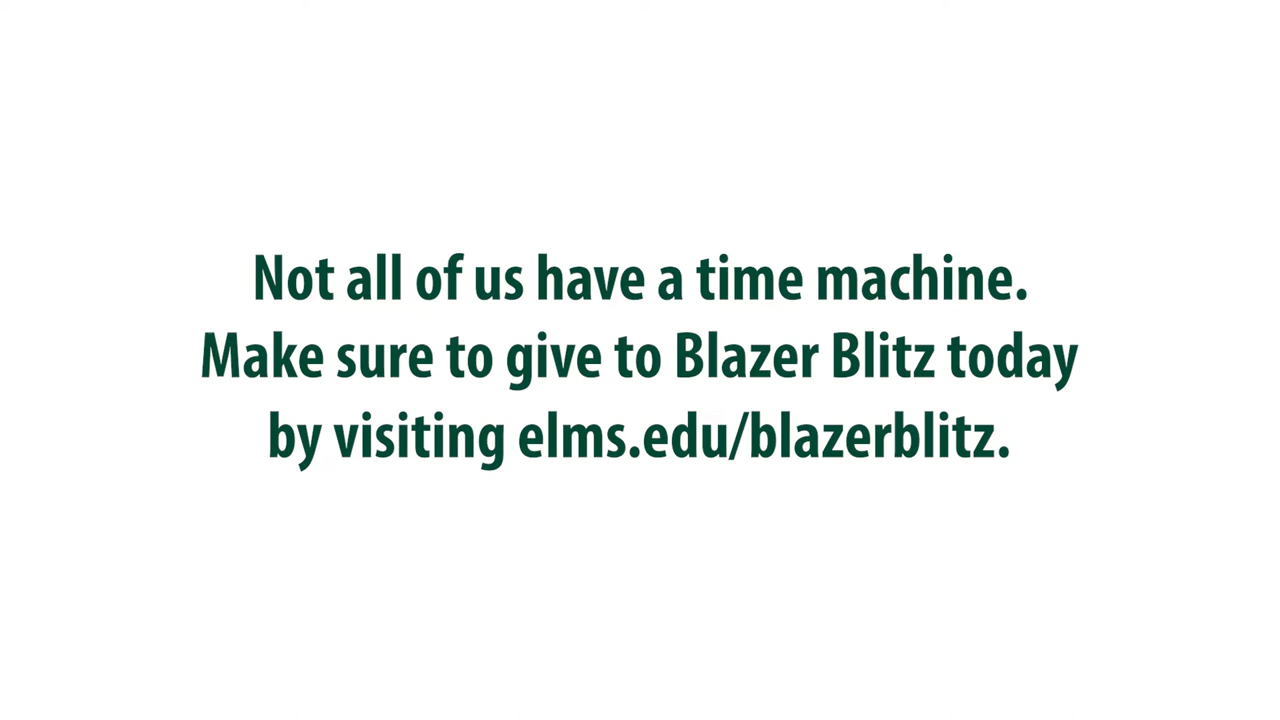 Not all of us have a time machine.
Make sure to give to Blazer Blitz today
by visiting elms.edu/blazerblitz.